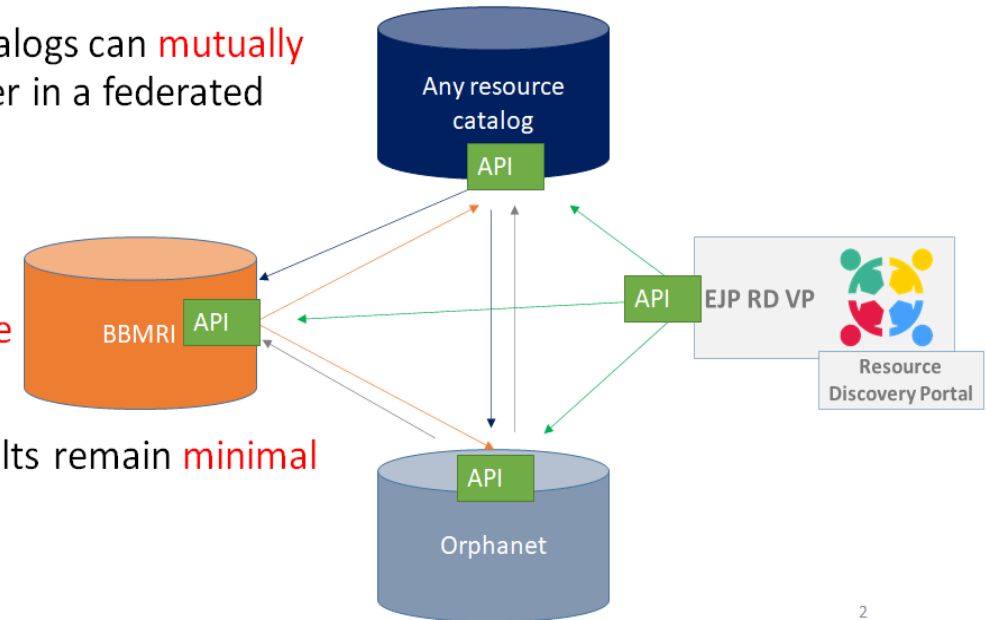 alogs can mutually
er in a federated
Any resource
catalog
API
API
EJP RD VP
Resource
Discovery Portal
BBMRI
API
e
lts remain minimal
API
Orphanet
2